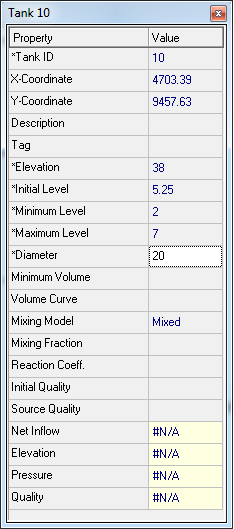 Tank 10
Property Value
*Tank ID 10
X-Coordinate 4703.39
Y-Coordinate 9457.63
Description
Tag
*Elevation 38
*Initial Level 5.25
*Minimum Level 2
*Maximum Level 7
*Diameter 20
Minimum Volume
Volume Curve
Mixing Model Mixed
Mixing Fraction
Reaction Coeff.
Initial Quality
Source Quality
Net Inflow #N/A
Elevation #N/A
Pressure #N/A
Quality #N/A